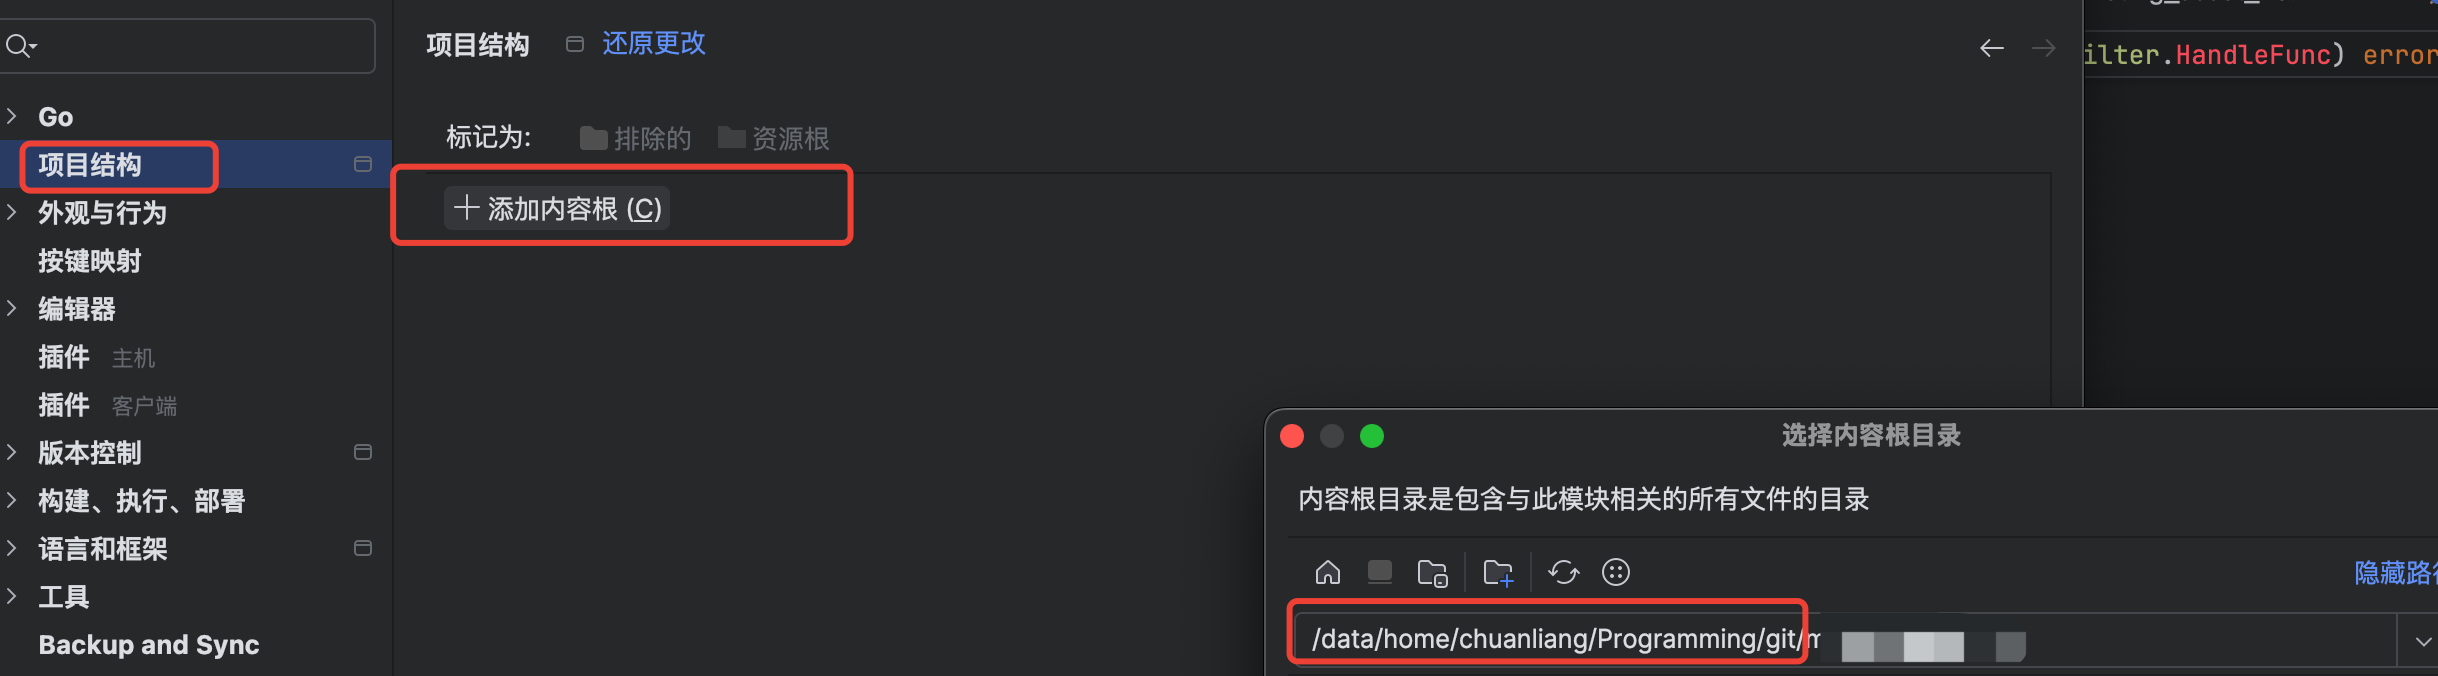 项目结构
还原更改
ilter.HandleFunc) error
Go
标记为:
排除的
资源根
项目结构
添加内容根 (C)
外观与行为
按键映射
编辑器
插件 主机
插件 客户端
版本控制
构建、执行、部署
语言和框架
工具
Backup and Sync
选择内容根目录
内容根目录是包含与此模块相关的所有文件的目录
隐藏路
/data/home/chuanliang/Programming/git/m